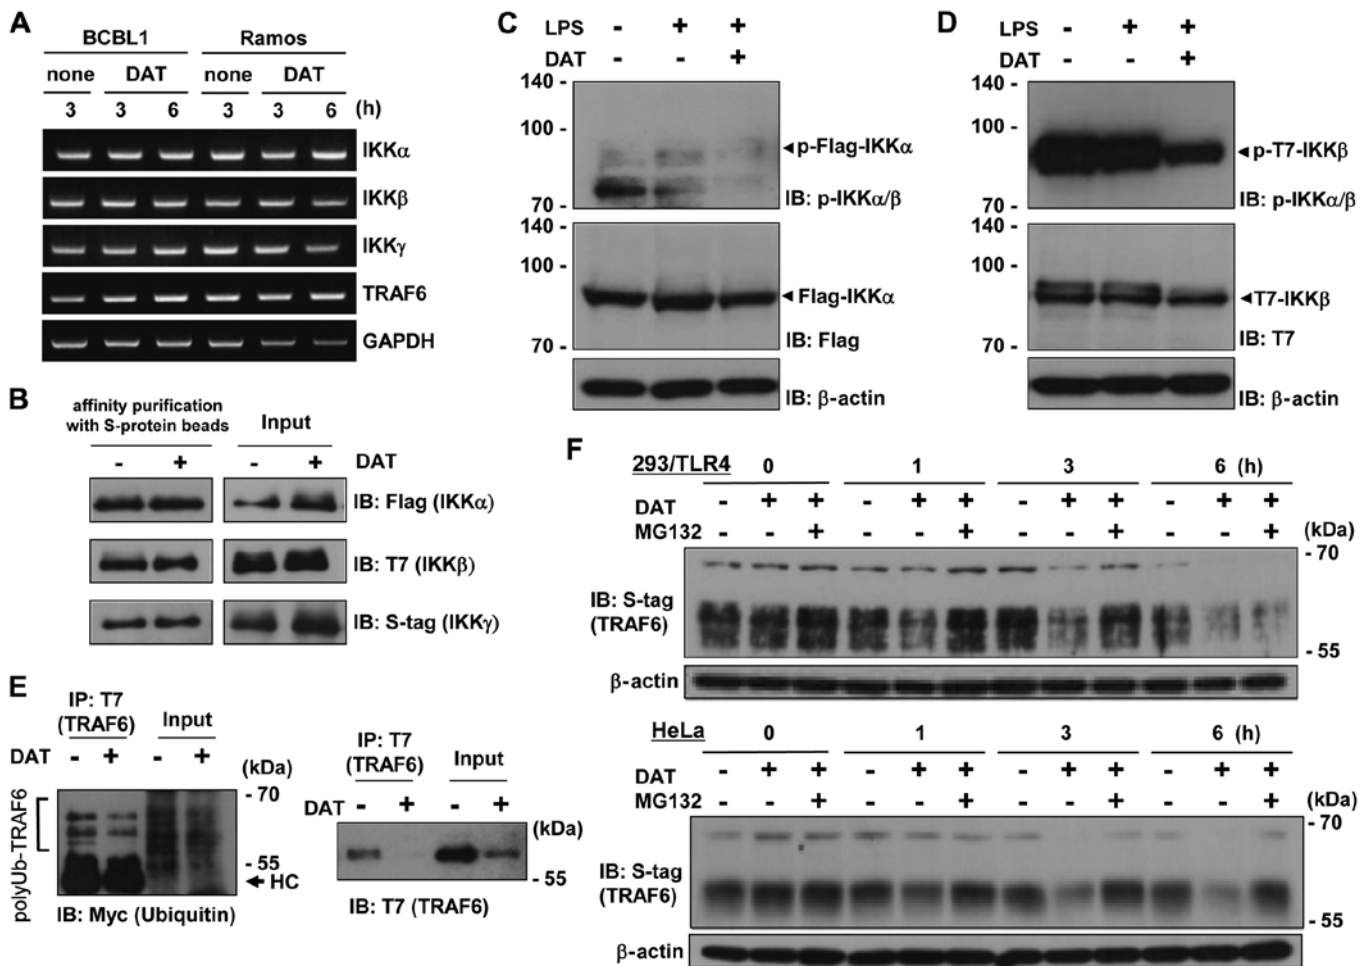 A
BCBL1 Ramos
none DAT none DAT
3 3 6 3 3 6 (h)
IKKα
IKKβ
IKKγ
TRAF6
GAPDH
B
affinity purification
with S-protein beads
Input
- + - + DAT
IB: Flag (IKKα)
IB: T7 (IKKβ)
IB: S-tag (IKKγ)
C
LPS - + +
DAT - - +
140 -
100 -
70 -
p-Flag-IKKα
IB: p-IKKα/β
140 -
100 -
70 -
Flag-IKKα
IB: Flag
IB: β-actin
D
LPS - + +
DAT - - +
140 -
100 -
70 -
p-T7-IKKβ
IB: p-IKKα/β
140 -
100 -
70 -
T7-IKKβ
IB: T7
IB: β-actin
E
IP: T7
(TRAF6)
Input
DAT - + - +
(kDa)
- 70
- 55
HC
polyUb-TRAF6
IB: Myc (Ubiquitin)
IP: T7
(TRAF6)
Input
DAT - + - +
(kDa)
- 55
IB: T7 (TRAF6)
F
293/TLR4 0 1 3 6 (h)
DAT - + + - + + - + + - + +
MG132 - - + - - + - - + - - +
(kDa)
- 70
IB: S-tag
(TRAF6)
- 55
β-actin
HeLa 0 1 3 6 (h)
DAT - + + - + + - + + - + +
MG132 - - + - - + - - + - - +
(kDa)
- 70
IB: S-tag
(TRAF6)
- 55
β-actin